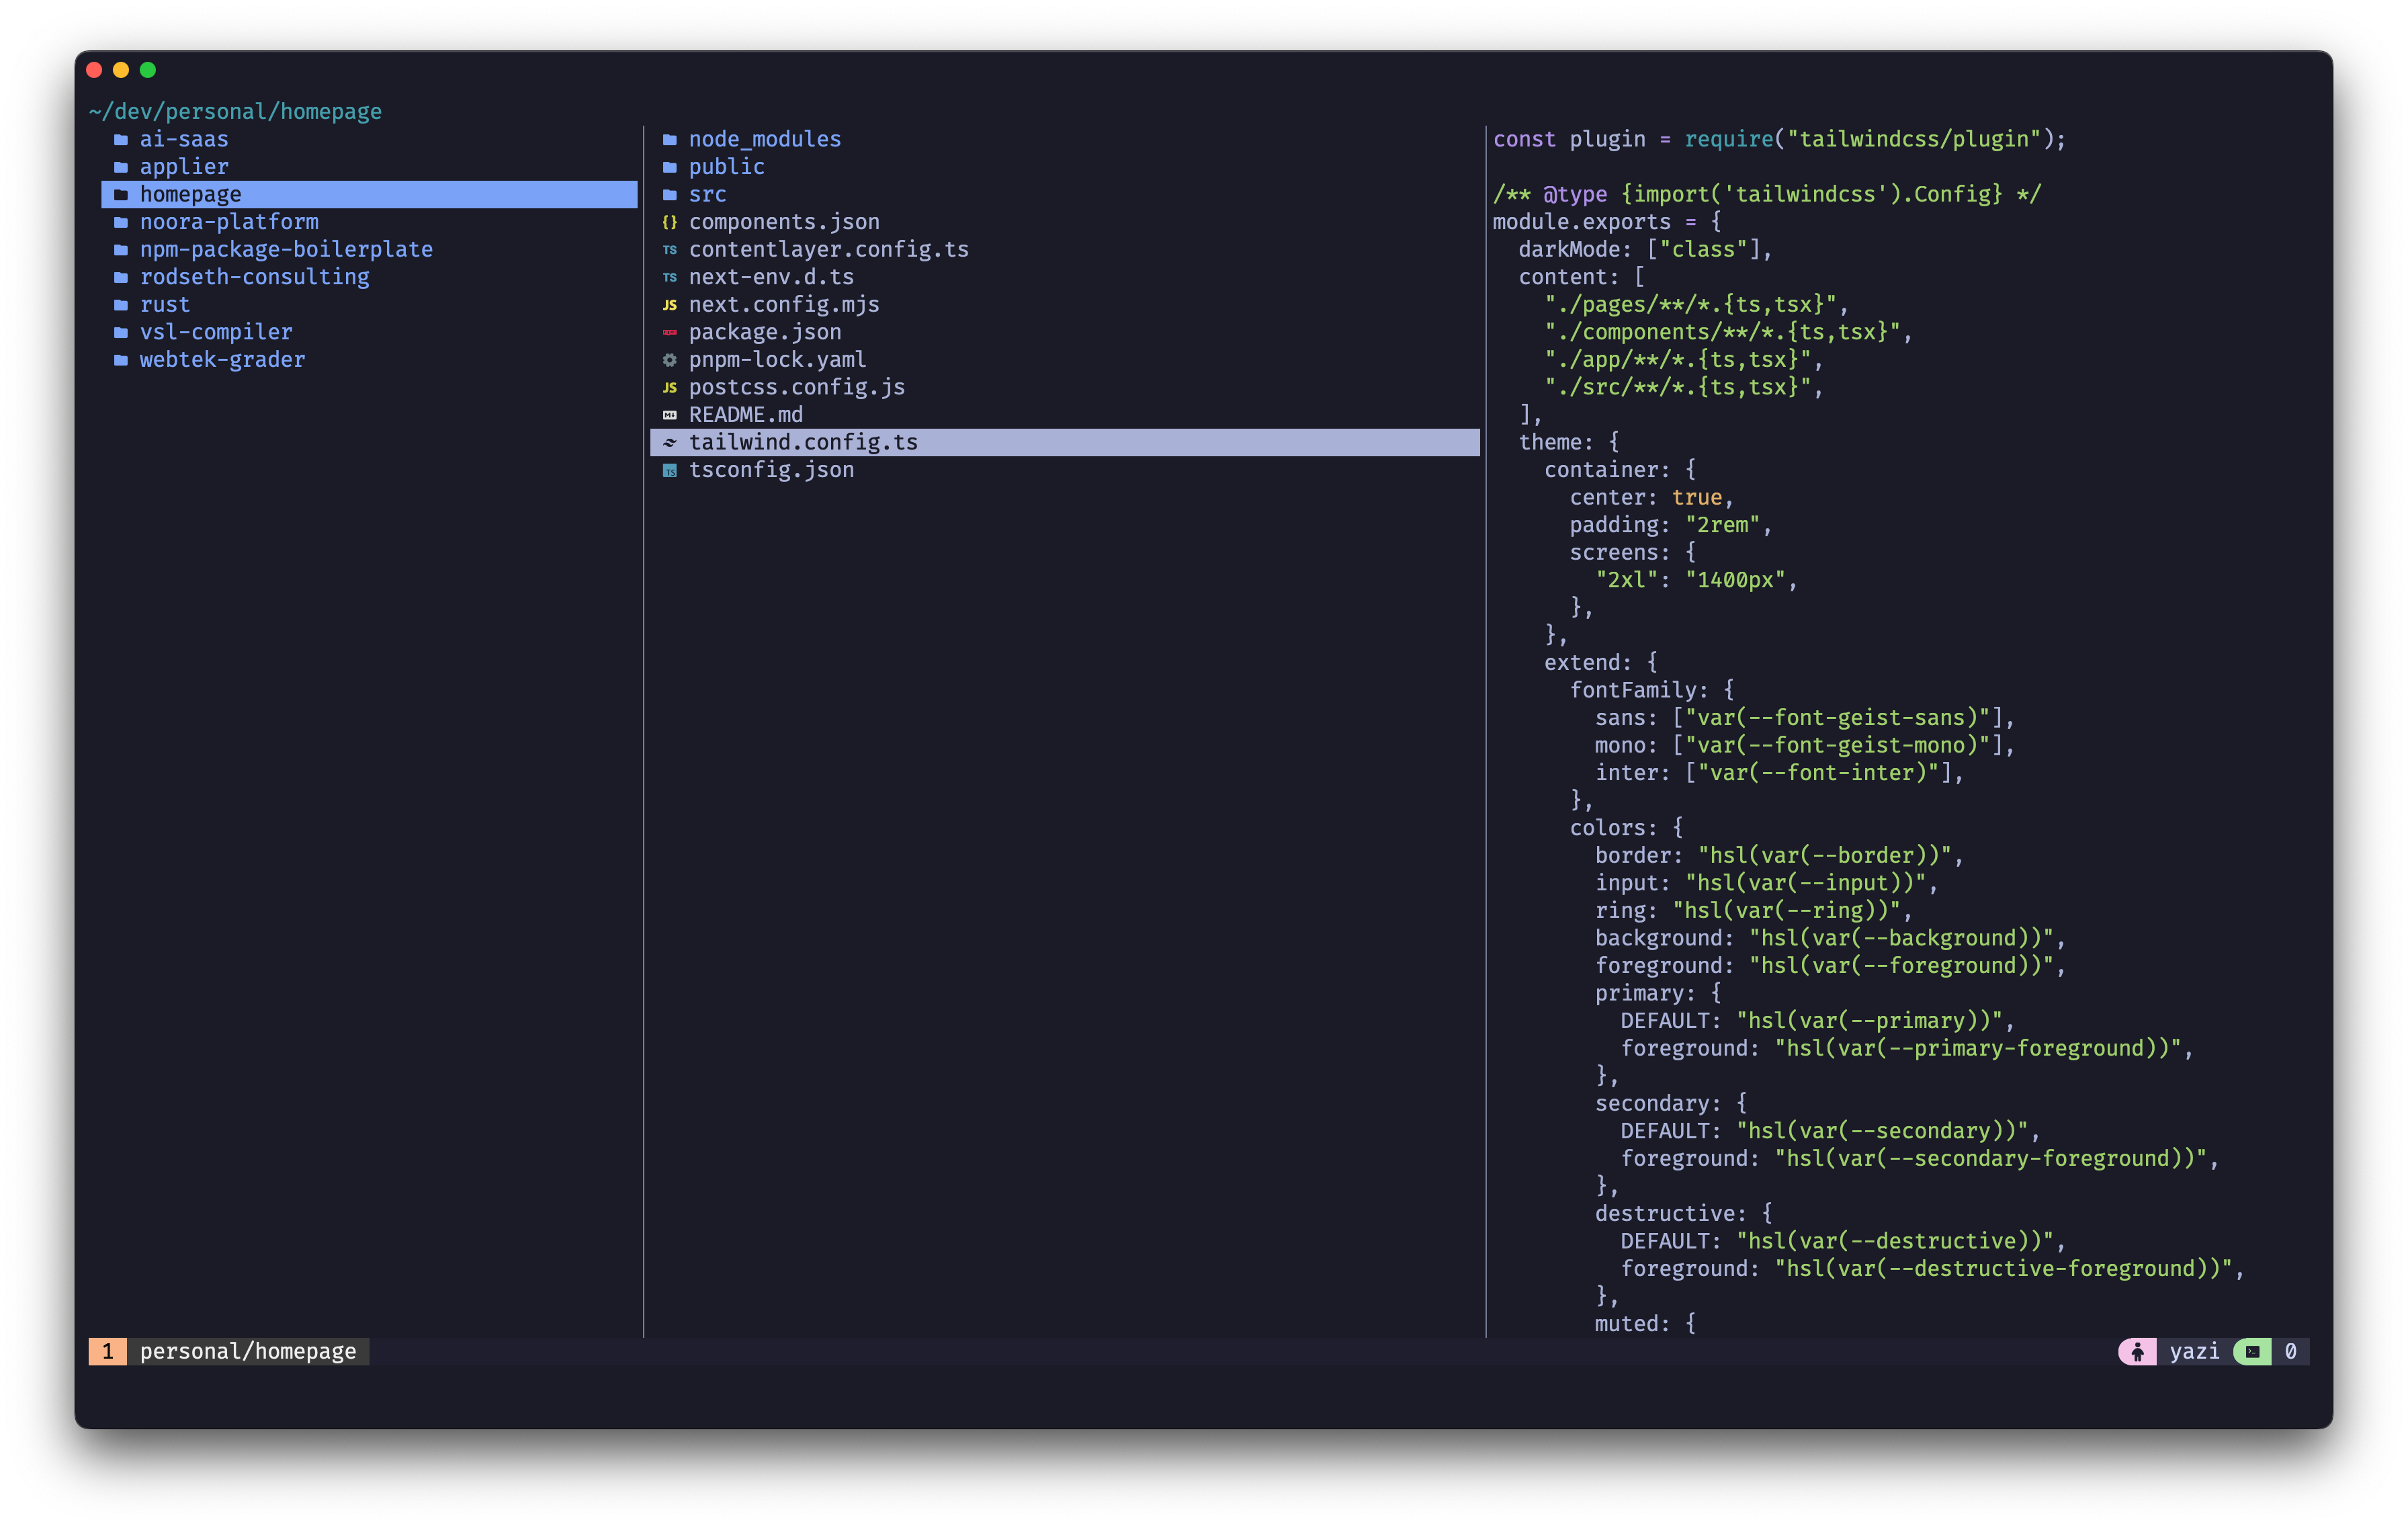 ~/dev/personal/homepage
ai-saas
applier
homepage
noora-platform
npm-package-boilerplate
rodseth-consulting
rust
vsl-compiler
webtek-grader
node_modules
public
src
{} components.json
TS contentlayer.config.ts
TS next-env.d.ts
JS next.config.mjs
package.json
pnpm-lock.yaml
JS postcss.config.js
README.md
tailwind.config.ts
TS tsconfig.json
const plugin = require("tailwindcss/plugin");
/** @type {import('tailwindcss').Config} */
module.exports = {
  darkMode: ["class"],
  content: [
    "./pages/**/*.{ts,tsx}",
    "./components/**/*.{ts,tsx}",
    "./app/**/*.{ts,tsx}",
    "./src/**/*.{ts,tsx}",
  ],
  theme: {
    container: {
      center: true,
      padding: "2rem",
      screens: {
        "2xl": "1400px",
      },
    },
    extend: {
      fontFamily: {
        sans: ["var(--font-geist-sans)"],
        mono: ["var(--font-geist-mono)"],
        inter: ["var(--font-inter)"],
      },
      colors: {
        border: "hsl(var(--border))",
        input: "hsl(var(--input))",
        ring: "hsl(var(--ring))",
        background: "hsl(var(--background))",
        foreground: "hsl(var(--foreground))",
        primary: {
          DEFAULT: "hsl(var(--primary))",
          foreground: "hsl(var(--primary-foreground))",
        },
        secondary: {
          DEFAULT: "hsl(var(--secondary))",
          foreground: "hsl(var(--secondary-foreground))",
        },
        destructive: {
          DEFAULT: "hsl(var(--destructive))",
          foreground: "hsl(var(--destructive-foreground))",
        },
        muted: {
1 personal/homepage
yazi 0